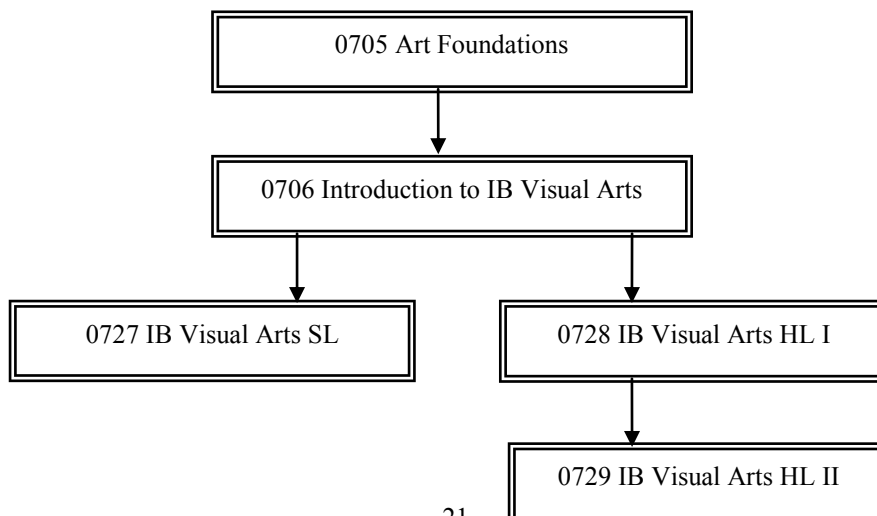 0705 Art Foundations
0706 Introduction to IB Visual Arts
0727 IB Visual Arts SL
0728 IB Visual Arts HL I
0729 IB Visual Arts HL II
21